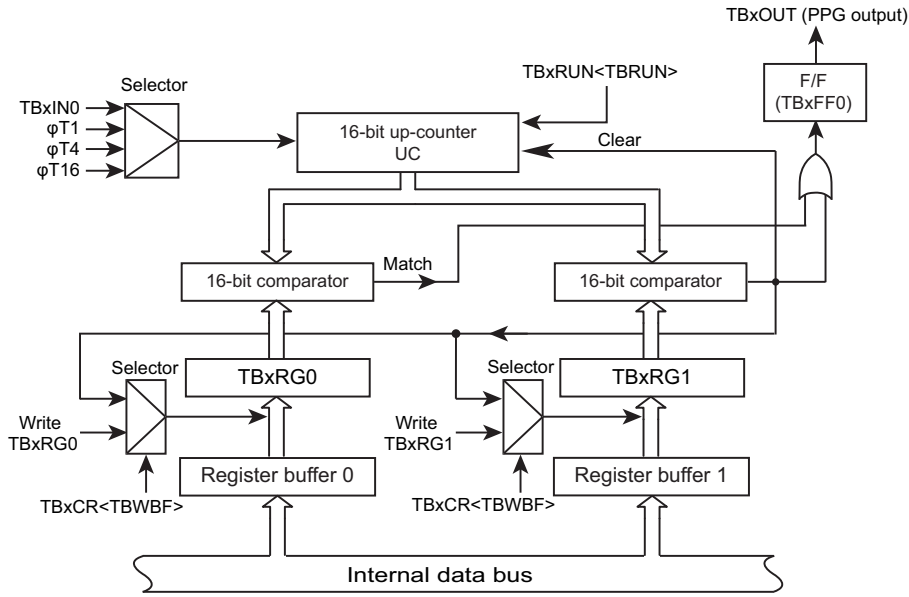 TBxOUT (PPG output)
Selector
TBxRUN<TBRUN>
F/F
(TBxFF0)
TBxIN0
φT1
φT4
φT16
16-bit up-counter
UC
Clear
16-bit comparator
Match
16-bit comparator
Selector
TBxRG0
Selector
TBxRG1
Write
TBxRG0
Write
TBxRG1
Register buffer 0
Register buffer 1
TBxCR<TBWBF>
TBxCR<TBWBF>
Internal data bus